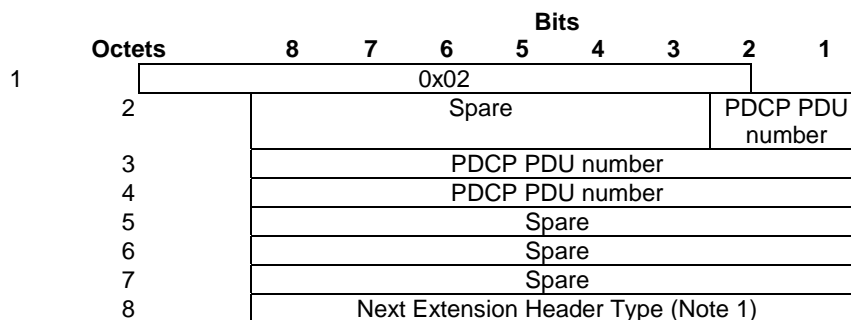 Bits
Octets 8 7 6 5 4 3 2 1
1 0x02
2 Spare PDCP PDU
number
3 PDCP PDU number
4 PDCP PDU number
5 Spare
6 Spare
7 Spare
8 Next Extension Header Type (Note 1)